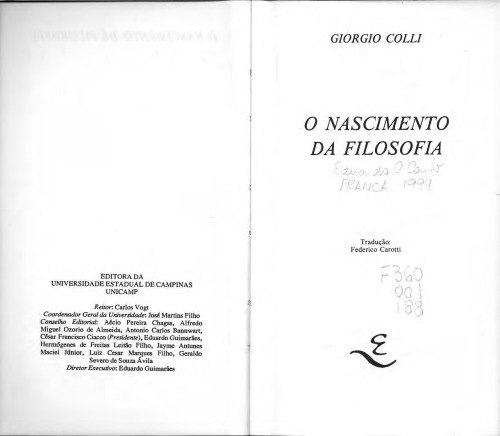 EDITORA DA
UNIVERSIDADE ESTADUAL DE CAMPINAS
UNICAMP
Reitor: Carlos Vogt
Coordenador Geral da Universidade: José Martins Filho
Conselho Editorial: Aécio Pereira Chagas, Alfredo
Miguel Ozorio de Almeida, Antonio Carlos Bannwart,
César Francisco Ciacco (Presidente), Eduardo Guimarães,
Hermógenes de Freitas Leitão Filho, Jayme Antunes
Maciel Júnior, Luiz Cesar Marques Filho, Geraldo
Severo de Souza Ávila
Diretor Executivo: Eduardo Guimarães
GIORGIO COLLI
O NASCIMENTO
DA FILOSOFIA
FRANCA 1994
Tradução:
Federico Carotti
F360
001
188